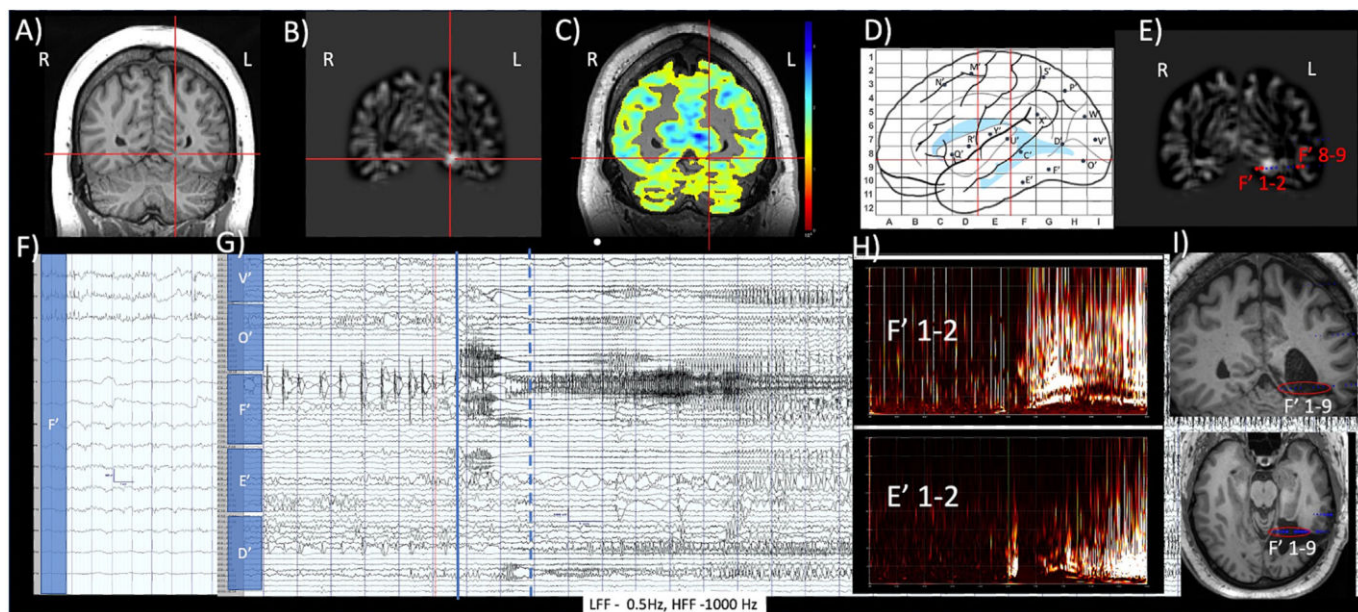 A)
R
L
B)
R
L
C)
R
L
D)
1
2
3
4
5
6
7
8
9
10
11
12
A B C D E F G H I
M'
N'
S'
P'
W'
X'
Y'
R'
U'
V'
D'
Q'
C'
O'
F'
E'
E)
R
L
F' 8-9
F' 1-2
F)
F'
G)
V'
O'
F'
E'
D'
H)
F' 1-2
E' 1-2
I)
F' 1-9
F' 1-9
LFF - 0.5Hz, HFF -1000 Hz